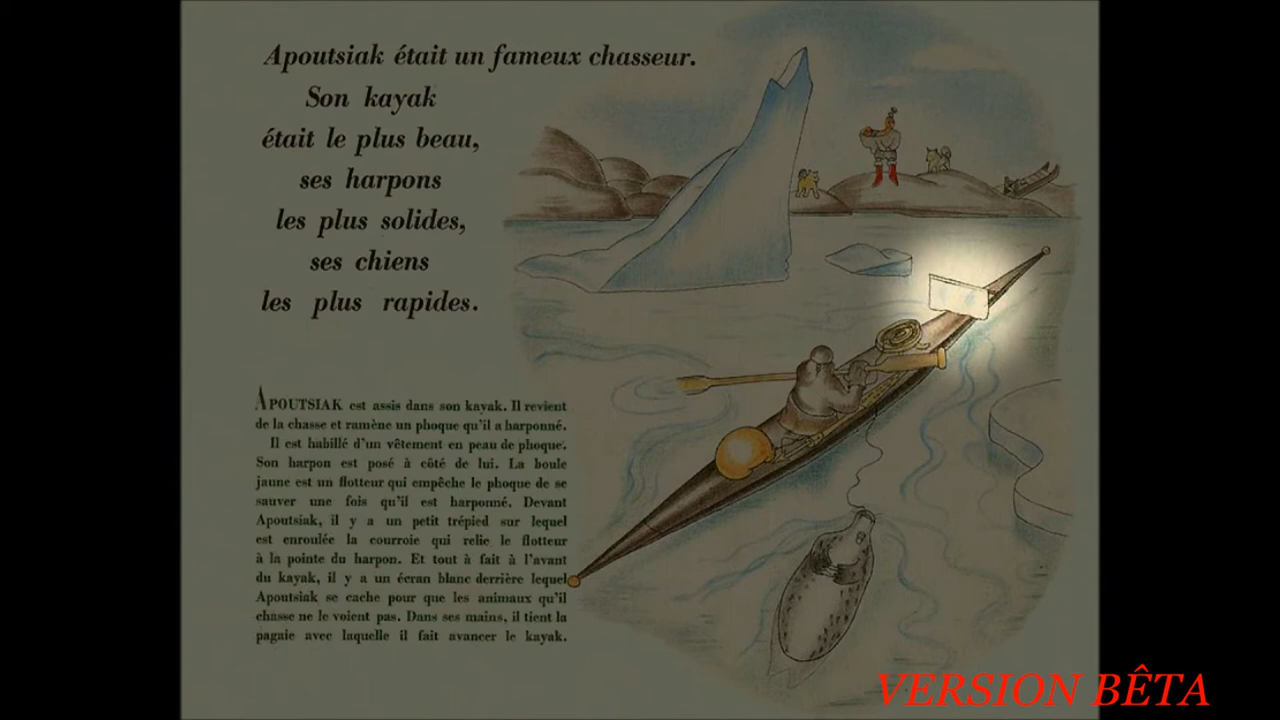 Apoutsiak était un fameux chasseur.
Son kayak
était le plus beau,
ses harpons
les plus solides,
ses chiens
les plus rapides.
APOUTSIAK est assis dans son kayak. Il revient
de la chasse et ramène un phoque qu'il a harponné.
Il est habillé d'un vêtement en peau de phoque.
Son harpon est posé à côté de lui. La boule
jaune est un flotteur qui empêche le phoque de se
sauver une fois qu'il est harponné. Devant
Apoutsiak, il y a un petit trépied sur lequel
est enroulée la courroie qui relie le flotteur
à la pointe du harpon. Et tout à fait à l'avant
du kayak, il y a un écran blanc derrière lequel
Apoutsiak se cache pour que les animaux qu'il
chasse ne le voient pas. Dans ses mains, il tient la
pagaie avec laquelle il fait avancer le kayak.
VERSION BÊTA